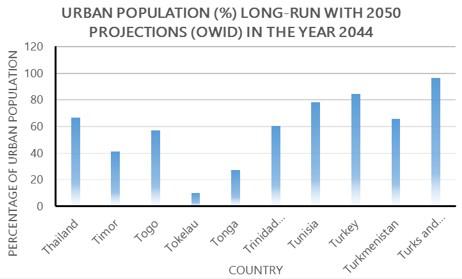 URBAN POPULATION (%) LONG-RUN WITH 2050
PROJECTIONS (OWID) IN THE YEAR 2044
PERCENTAGE OF URBAN POPULATION
120
100
80
60
40
20
0
Thailand
Timor
Togo
Tokelau
Tonga
Trinidad...
Tunisia
Turkey
Turkmenistan
Turks and...
COUNTRY